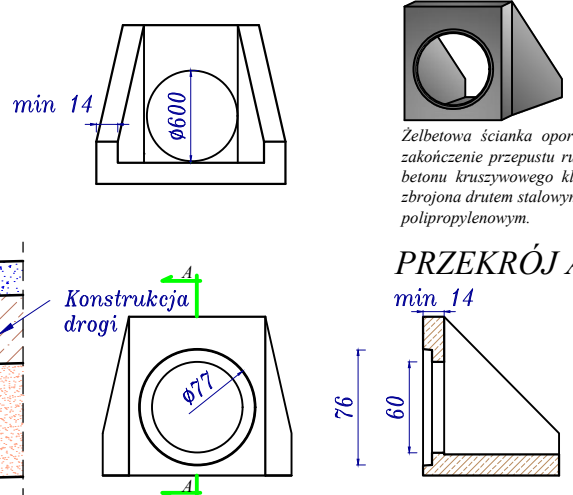 min 14
ø600
Żelbetowa ścianka opor
zakończenie przepustu ru
betonu kruszywowego kl
zbrojona drutem stalowy
polipropylenowym.
PRZEKRÓJ A
A
Konstrukcja
drogi
min 14
ø77
76
60
A